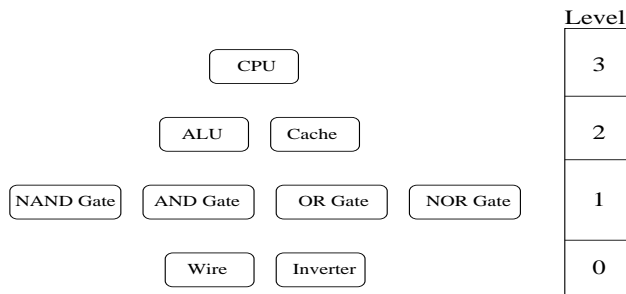 Level
CPU 3
ALU Cache 2
NAND Gate AND Gate OR Gate NOR Gate 1
Wire Inverter 0